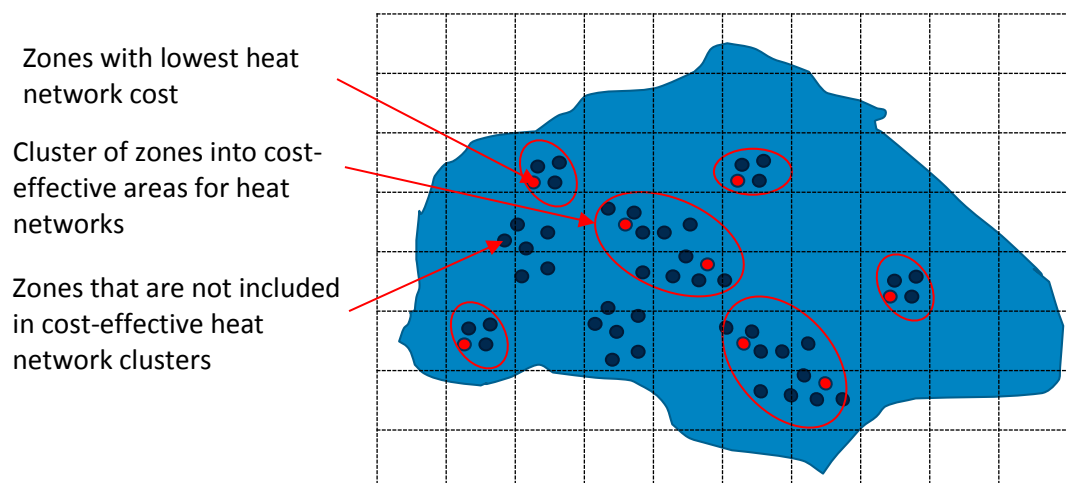 Zones with lowest heat
network cost
Cluster of zones into cost-
effective areas for heat
networks
Zones that are not included
in cost-effective heat
network clusters